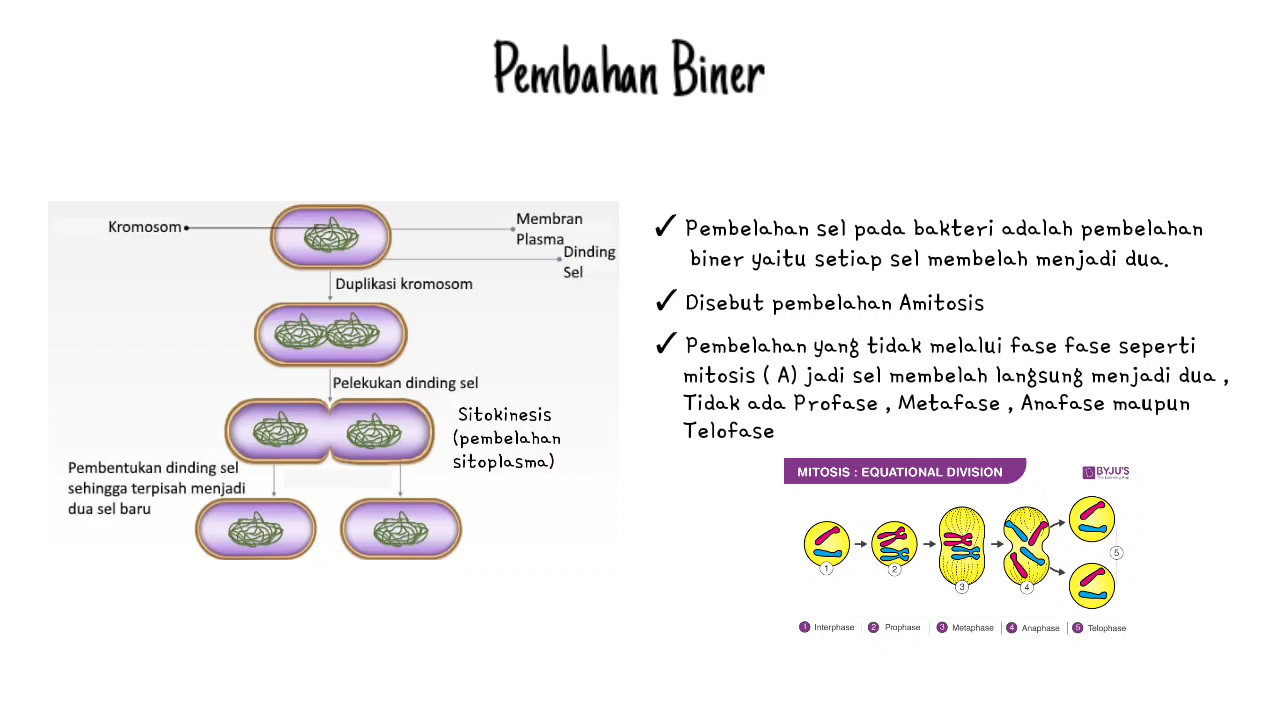 Pembahan Biner
Kromosom
Membran
Plasma
Dinding
Sel
Duplikasi kromosom
Pelekukan dinding sel
Sitokinesis
(pembelahan
sitoplasma)
Pembentukan dinding sel
sehingga terpisah menjadi
dua sel baru
✓ Pembelahan sel pada bakteri adalah pembelahan
biner yaitu setiap sel membelah menjadi dua.
✓ Disebut pembelahan Amitosis
✓ Pembelahan yang tidak melalui fase fase seperti
mitosis ( A) jadi sel membelah langsung menjadi dua ,
Tidak ada Profase , Metafase , Anafase maupun
Telofase
MITOSIS : EQUATIONAL DIVISION
BYJU'S
The Learning App
1
2
3
4
5
1 Interphase
2 Prophase
3 Metaphase
4 Anaphase
5 Telophase